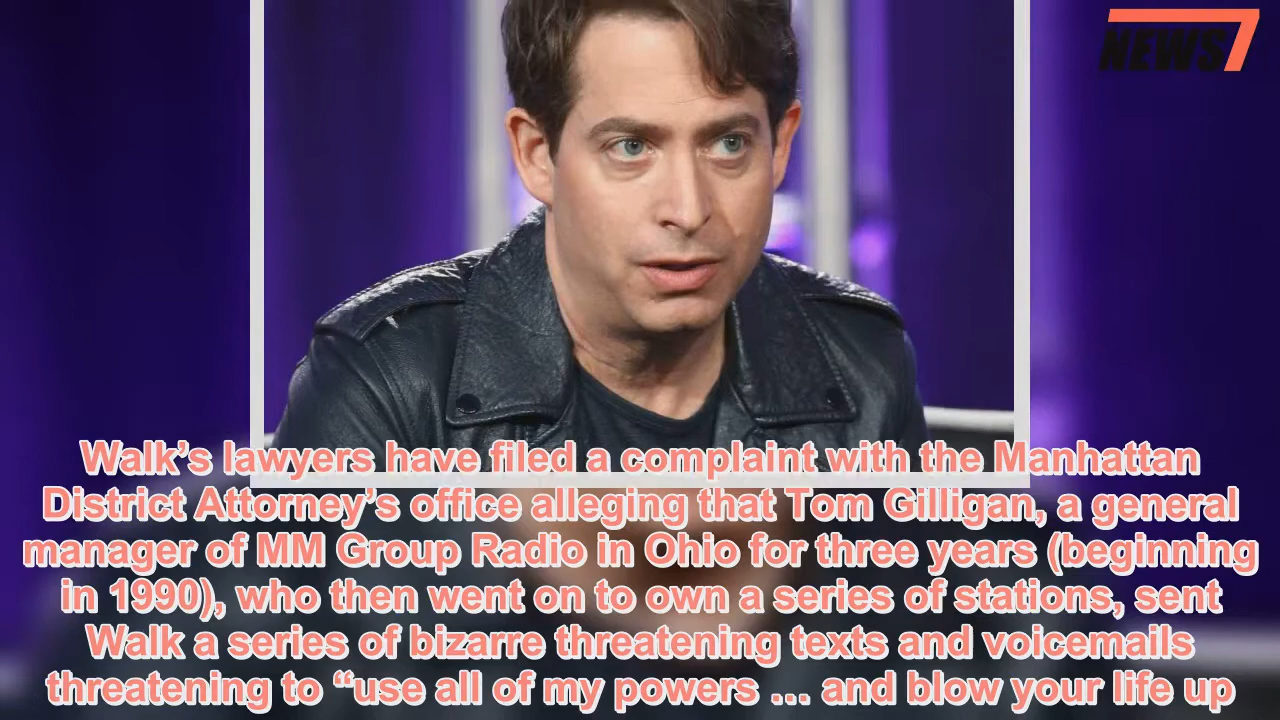 NEWS7
Walk’s lawyers have filed a complaint with the Manhattan
District Attorney’s office alleging that Tom Gilligan, a general
manager of MM Group Radio in Ohio for three years (beginning
in 1990), who then went on to own a series of stations, sent
Walk a series of bizarre threatening texts and voicemails
threatening to “use all of my powers ... and blow your life up